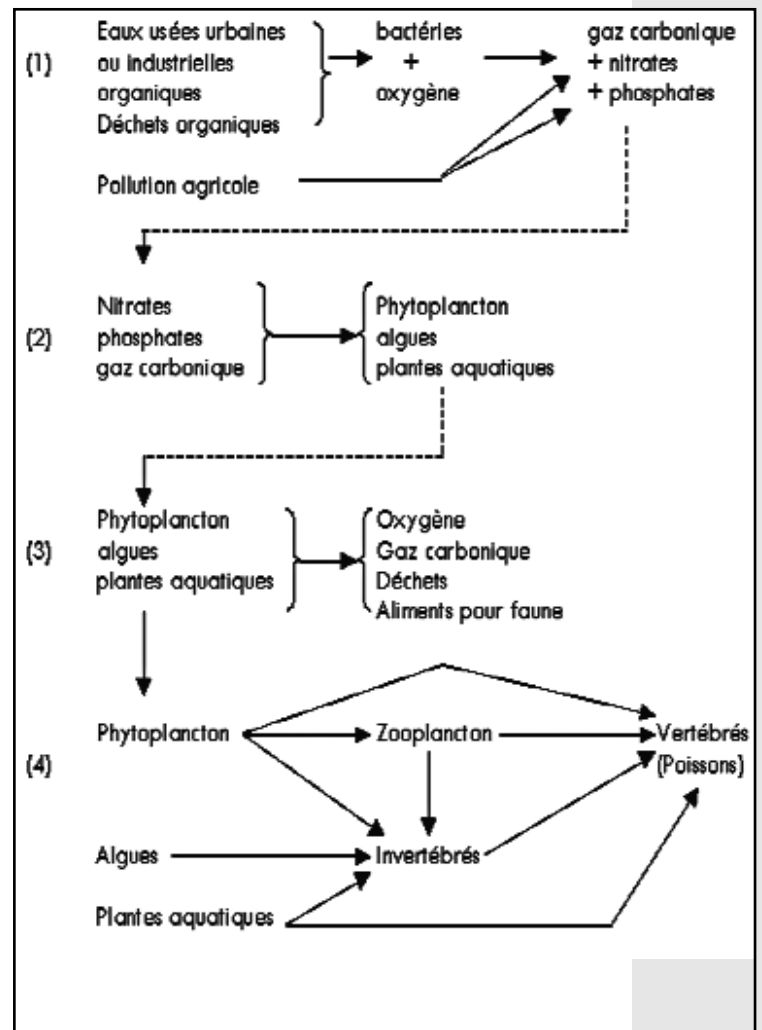 Eaux usées urbaines bactéries gaz carbonique
(1) ou industrielles + + nitrates
organiques oxygène + phosphates
Déchets organiques
Pollution agricole
Nitrates Phytoplancton
(2) phosphates algues
gaz carbonique plantes aquatiques
Phytoplancton Oxygène
(3) algues Gaz carbonique
plantes aquatiques Déchets
Aliments pour faune
Phytoplancton Zooplancton Vertébrés
(4) (Poissons)
Algues Invertébrés
Plantes aquatiques